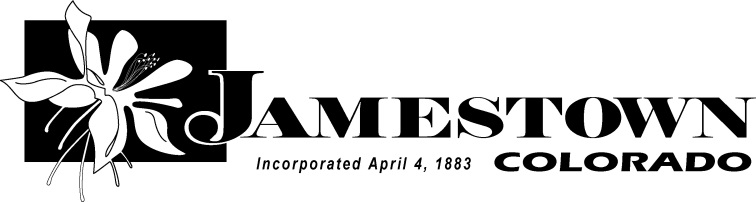 JAMESTOWN
Incorporated April 4, 1883 COLORADO